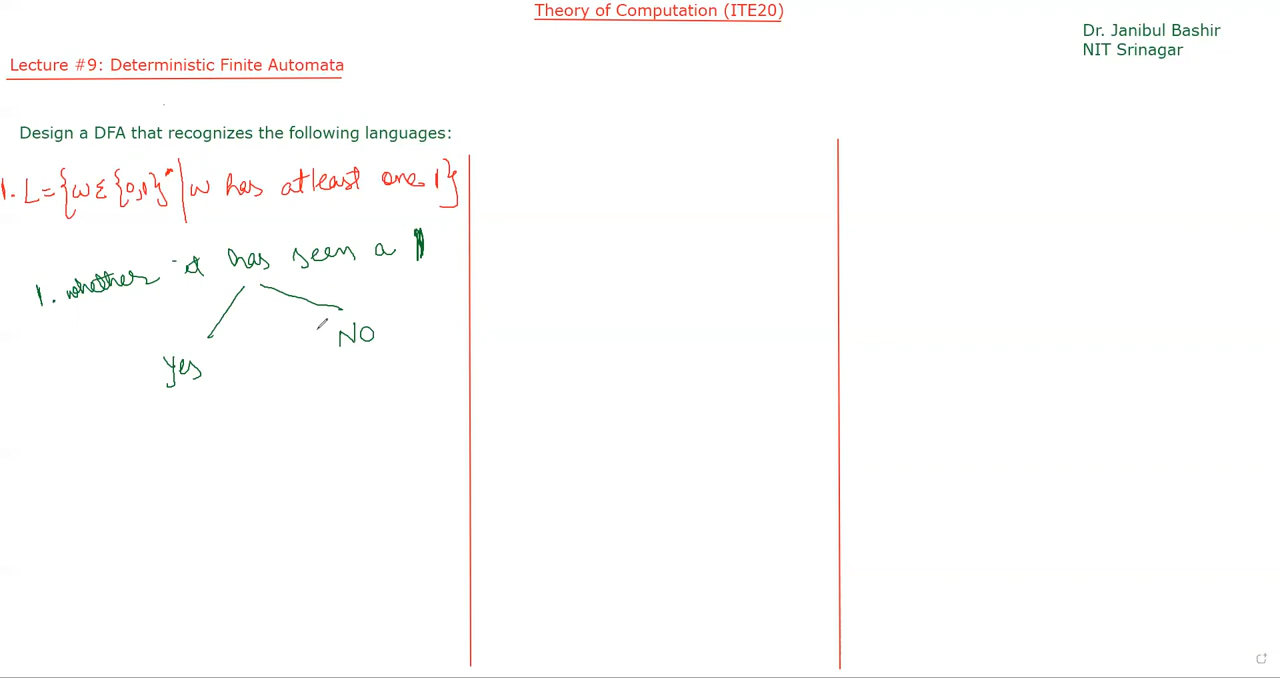 Theory of Computation (ITE20)
Dr. Janibul Bashir
NIT Srinagar
Lecture #9: Deterministic Finite Automata
Design a DFA that recognizes the following languages:
1. L = {w Σ {0,1}* | w has atleast one 1}
1. whether it has seen a 1
NO
Yes